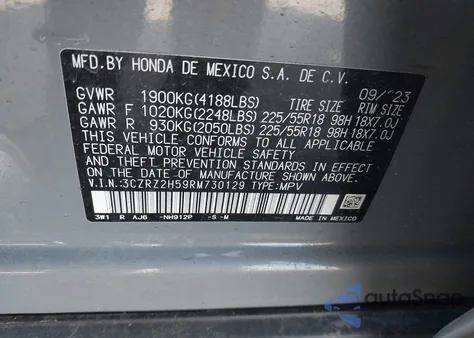 MFD.BY HONDA DE MEXICO S.A. DE C.V.
09/'23
GVWR 1900KG(4188LBS) TIRE SIZE RIM SIZE
GAWR F 1020KG(2248LBS) 225/55R18 98H 18X7.0J
GAWR R 930KG(2050LBS) 225/55R18 98H 18X7.0J
THIS VEHICLE CONFORMS TO ALL APPLICABLE
FEDERAL MOTOR VEHICLE SAFETY
AND THEFT PREVENTION STANDARDS IN EFFECT ON
THE DATE OF MANUFACTURE SHOWN ABOVE.
V.I.N.:3CZRZ2H59RM730129 TYPE:MPV
3W1 R AJ6 -NH912P -S -M MADE IN MEXICO
autoSnap